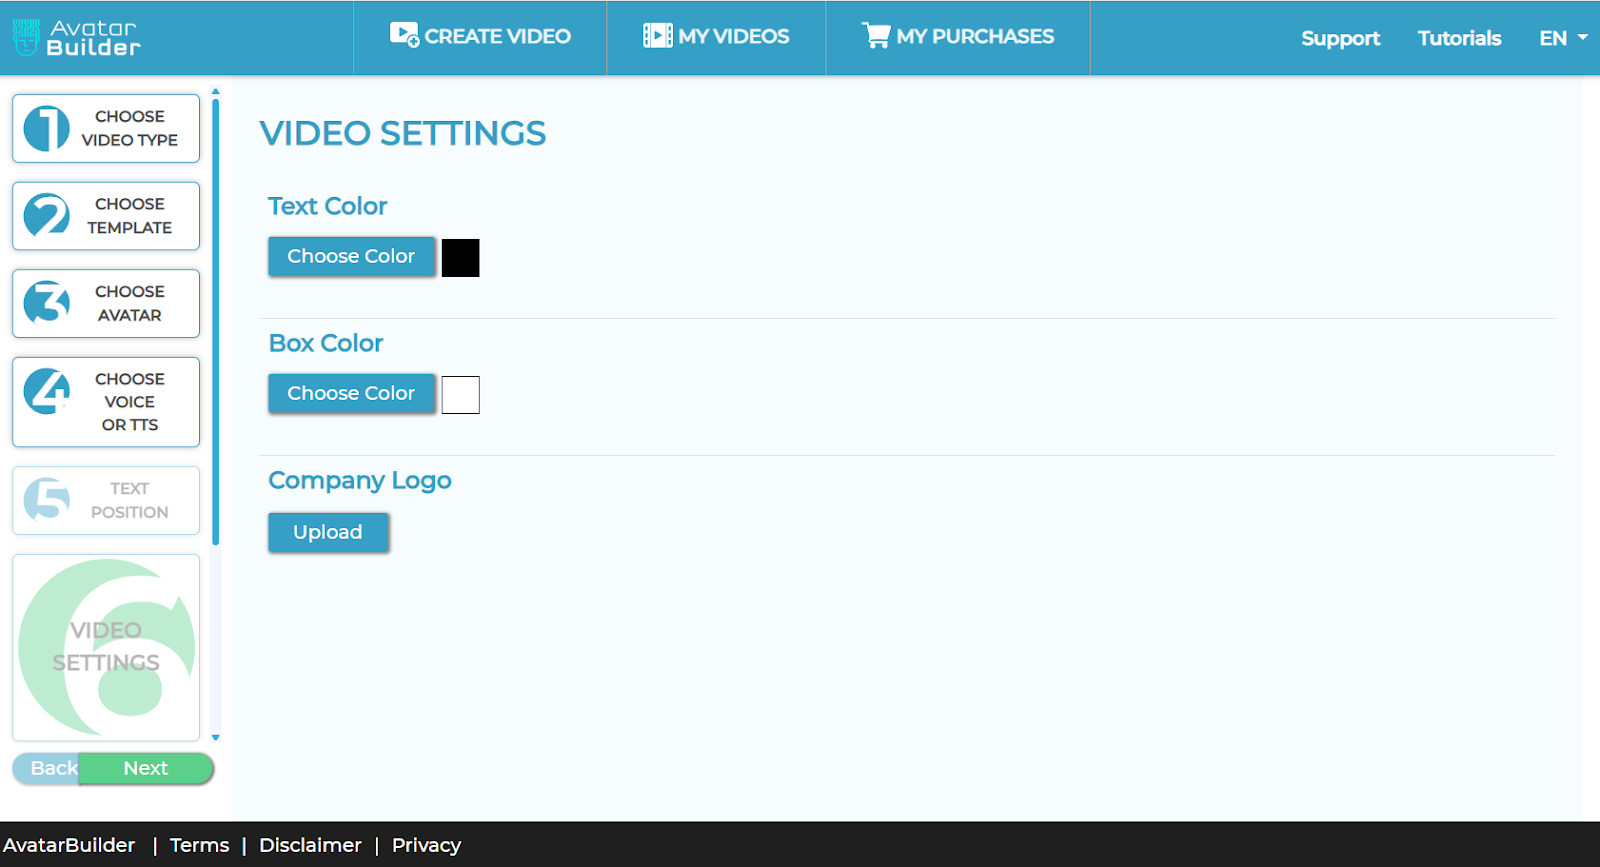 Avatar
Builder
CREATE VIDEO
MY VIDEOS
MY PURCHASES
Support
Tutorials
EN
1
CHOOSE
VIDEO TYPE
2
CHOOSE
TEMPLATE
3
CHOOSE
AVATAR
4
CHOOSE
VOICE
OR TTS
5
TEXT
POSITION
6
VIDEO
SETTINGS
Back
Next
VIDEO SETTINGS
Text Color
Choose Color
Box Color
Choose Color
Company Logo
Upload
AvatarBuilder | Terms | Disclaimer | Privacy